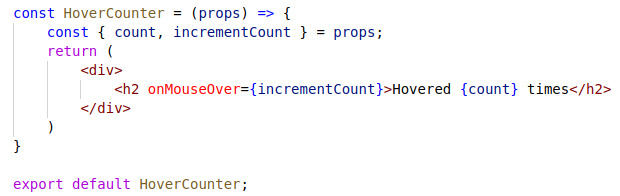 const HoverCounter = (props) => {
    const { count, incrementCount } = props;
    return (
        <div>
            <h2 onMouseOver={incrementCount}>Hovered {count} times</h2>
        </div>
    )
}

export default HoverCounter;